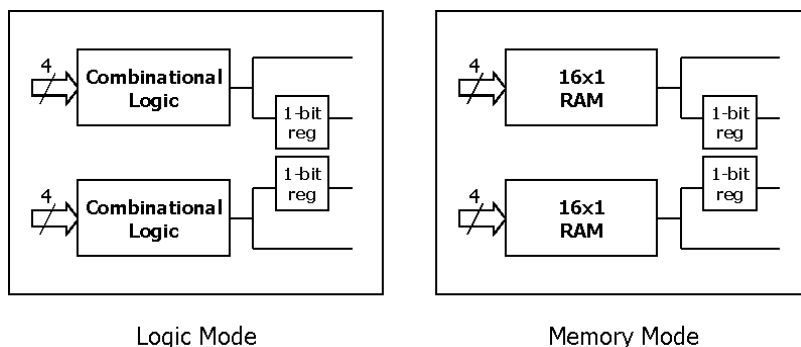 4
Combinational
Logic
1-bit
reg
1-bit
reg
4
Combinational
Logic
Logic Mode
4
16x1
RAM
1-bit
reg
1-bit
reg
4
16x1
RAM
Memory Mode